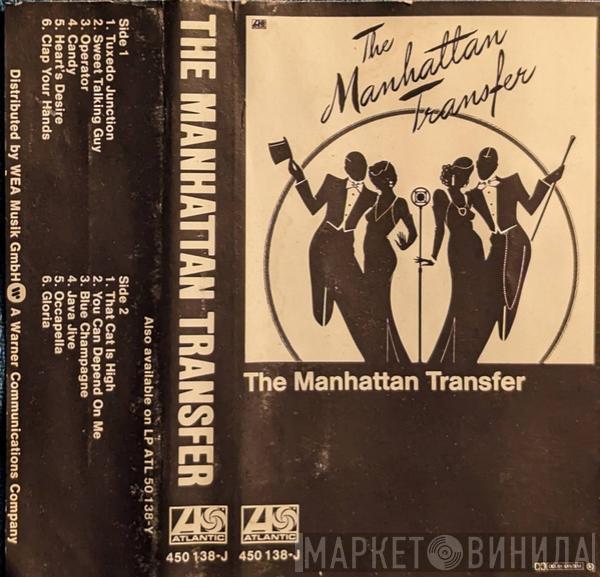 Side 1
1. Tuxedo Junction
2. Sweet Talking Guy
3. Operator
4. Candy
5. Heart's Desire
6. Clap Your Hands
Side 2
1. That Cat Is High
2. You Can Depend On Me
3. Blue Champagne
4. Java Jive
5. Occapella
6. Gloria
Also available on LP ATL 50 138-Y
Distributed by WEA Musik GmbH A Warner Communications Company
THE MANHATTAN TRANSFER
ATLANTIC
450 138-J
The
Manhattan
Transfer
The Manhattan Transfer
ATLANTIC
450 138-J
DOLBY SYSTEM
МАРКЕТ ВИНИЛА